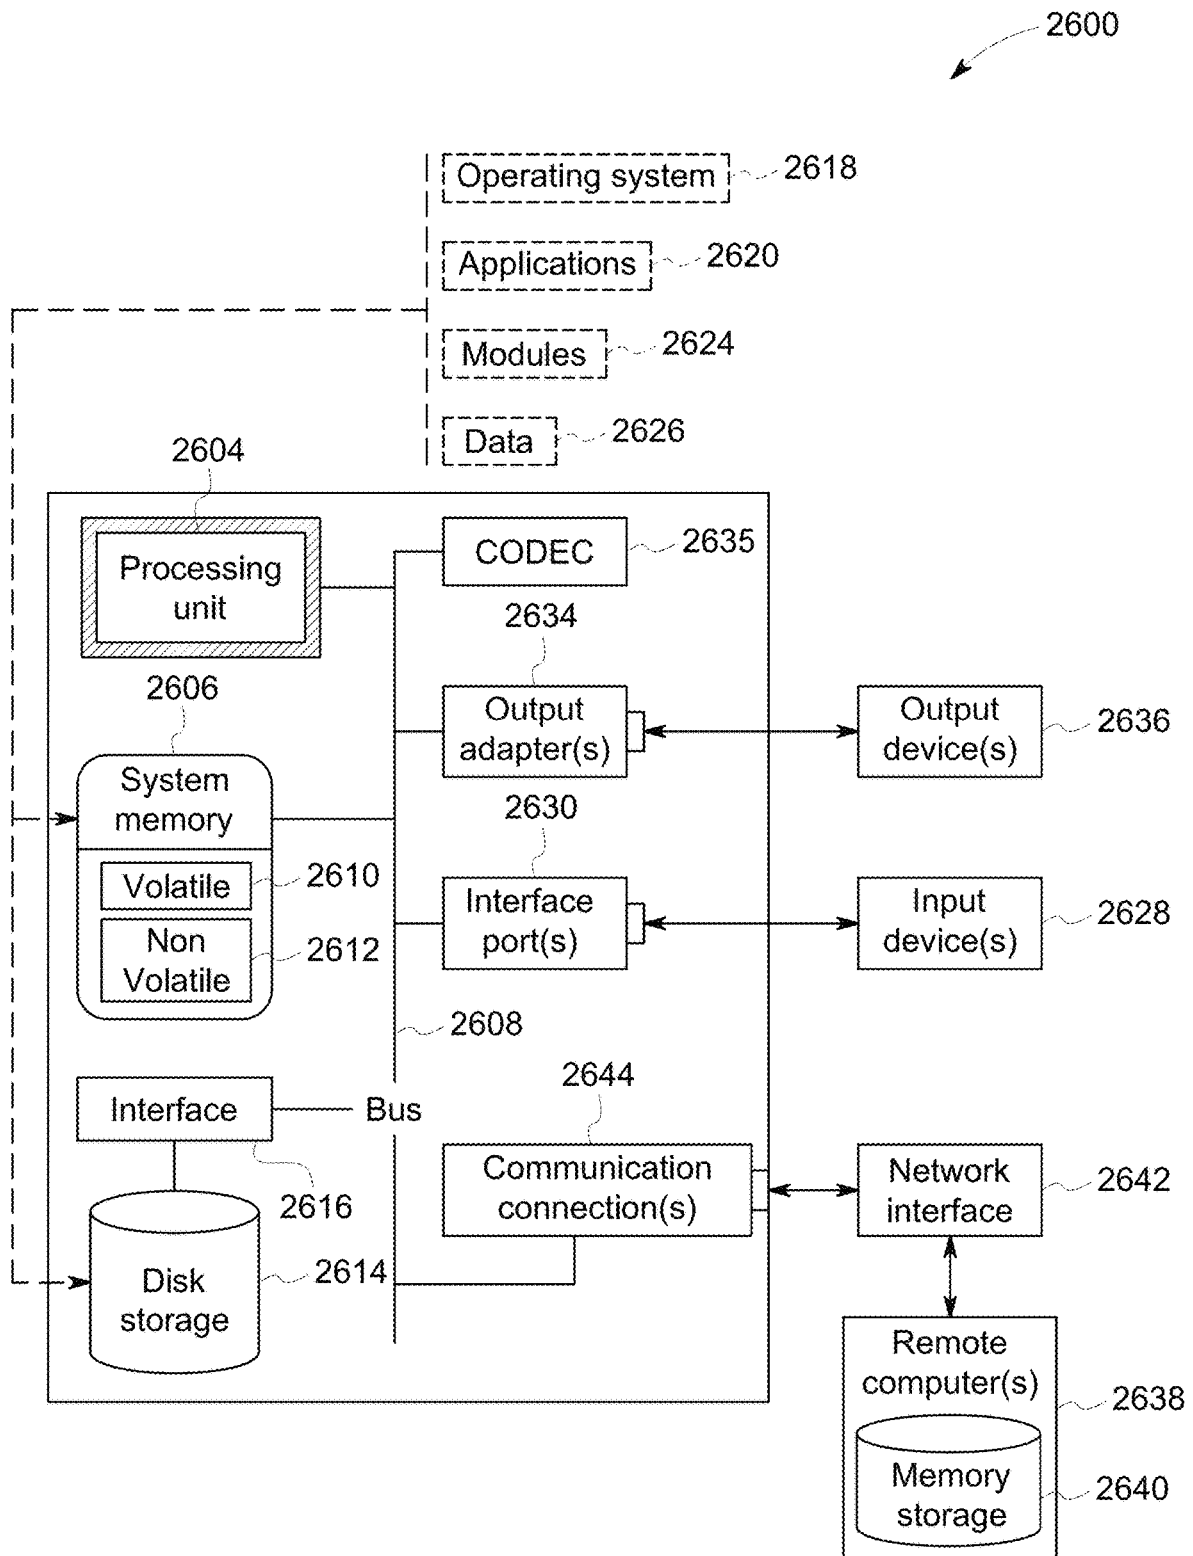 2600
Operating system
2618
Applications
2620
Modules
2624
Data
2626
2604
Processing
unit
CODEC
2635
2634
Output
adapter(s)
Output
device(s)
2636
2606
System
memory
Volatile
2610
Non
Volatile
2612
2630
Interface
port(s)
Input
device(s)
2628
2608
Bus
Interface
2616
Disk
storage
2614
2644
Communication
connection(s)
Network
interface
2642
Remote
computer(s)
2638
Memory
storage
2640